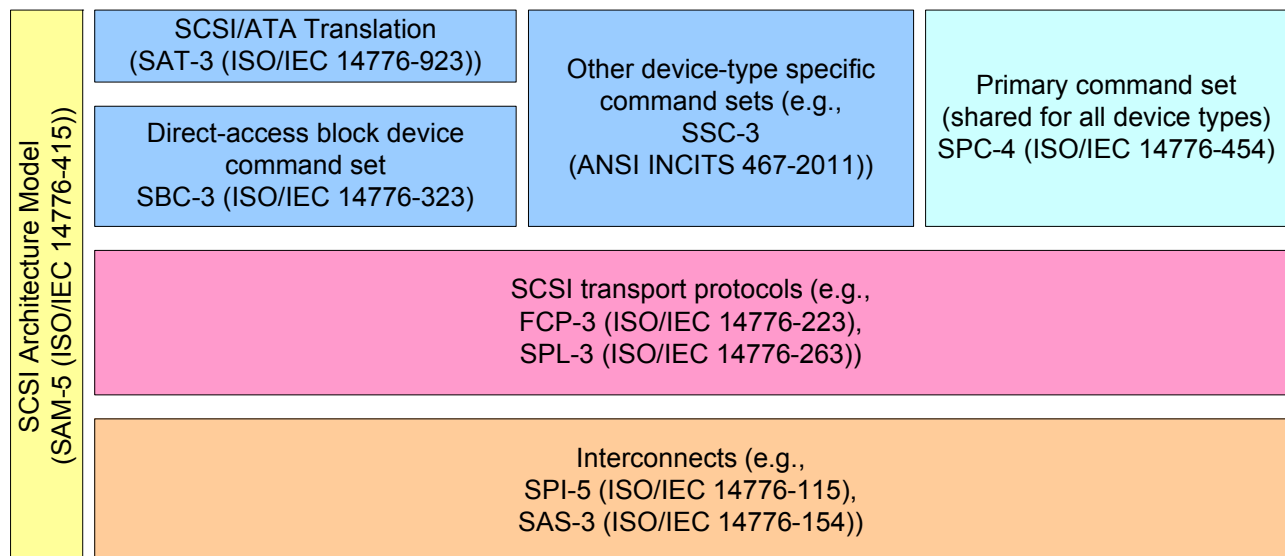 SCSI Architecture Model
(SAM-5 (ISO/IEC 14776-415))
SCSI/ATA Translation
(SAT-3 (ISO/IEC 14776-923))
Direct-access block device
command set
SBC-3 (ISO/IEC 14776-323)
Other device-type specific
command sets (e.g.,
SSC-3
(ANSI INCITS 467-2011))
Primary command set
(shared for all device types)
SPC-4 (ISO/IEC 14776-454)
SCSI transport protocols (e.g.,
FCP-3 (ISO/IEC 14776-223),
SPL-3 (ISO/IEC 14776-263))
Interconnects (e.g.,
SPI-5 (ISO/IEC 14776-115),
SAS-3 (ISO/IEC 14776-154))